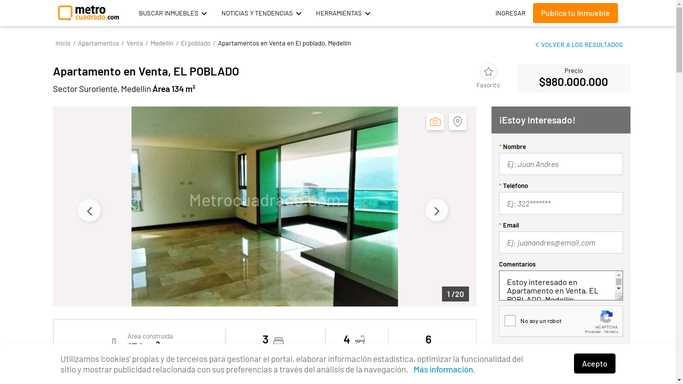 metro
cuadrado.com
BUSCAR INMUEBLES
NOTICIAS Y TENDENCIAS
HERRAMIENTAS
INGRESAR
Publica tu Inmueble
Inicio / Apartamentos / Venta / Medellín / El poblado / Apartamentos en Venta en El poblado, Medellín
VOLVER A LOS RESULTADOS
Apartamento en Venta, EL POBLADO
Sector Suroriente, Medellín Área 134 m²
Favorito
Precio
$980.000.000
Metrocuadrado.com
1 / 20
¡Estoy Interesado!
* Nombre
Ej: Juan Andres
* Teléfono
Ej: 322*******
* Email
Ej: juanandres@email.com
Comentarios
Estoy interesado en
Apartamento en Venta, EL
POBLADO, Medellín
No soy un robot
reCAPTCHA
Privacidad - Términos
Área construida
3
4
6
Utilizamos 'cookies' propias y de terceros para gestionar el portal, elaborar información estadística, optimizar la funcionalidad del
sitio y mostrar publicidad relacionada con sus preferencias a través del análisis de la navegación. Más información.
Acepto